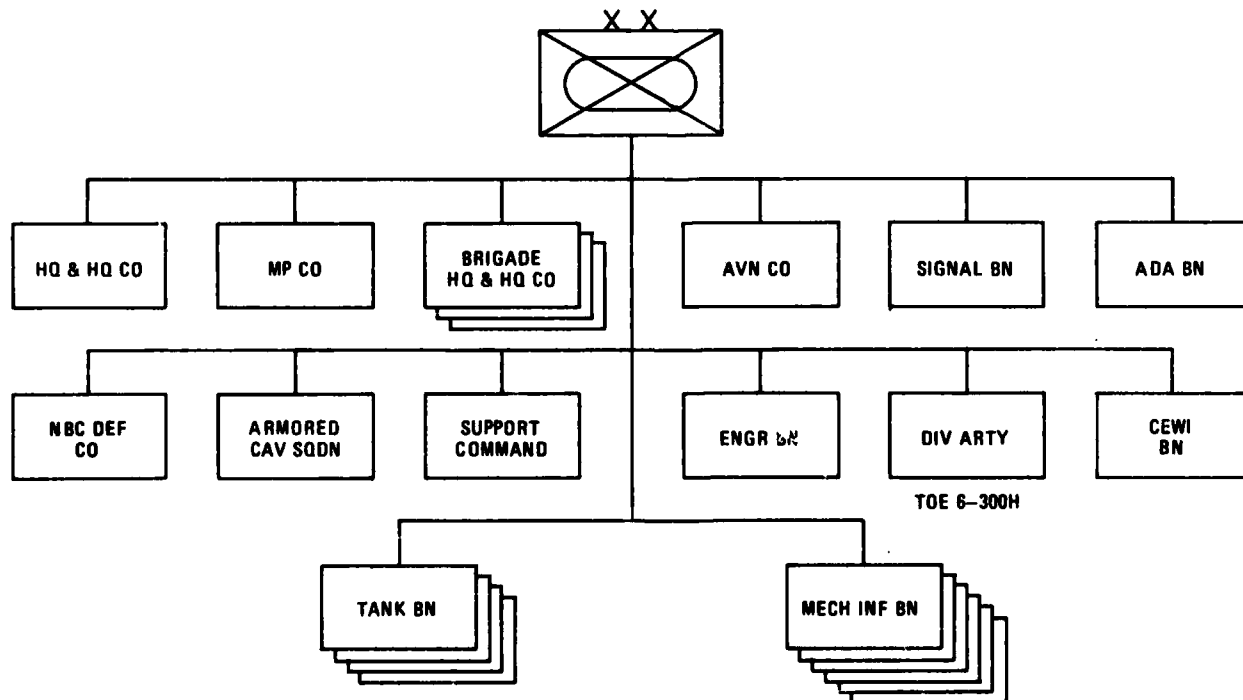 X X
HQ & HQ CO
MP CO
BRIGADE
HQ & HQ CO
AVN CO
SIGNAL BN
ADA BN
NBC DEF
CO
ARMORED
CAV SQDN
SUPPORT
COMMAND
ENGR
DIV ARTY
CEWI
BN
TOE 6-300H
TANK BN
MECH INF BN